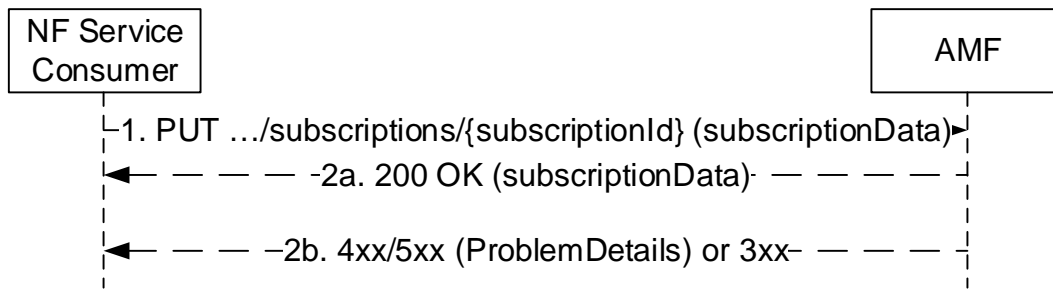 NF Service
Consumer
AMF
1. PUT …/subscriptions/{subscriptionId} (subscriptionData)
2a. 200 OK (subscriptionData)
2b. 4xx/5xx (ProblemDetails) or 3xx